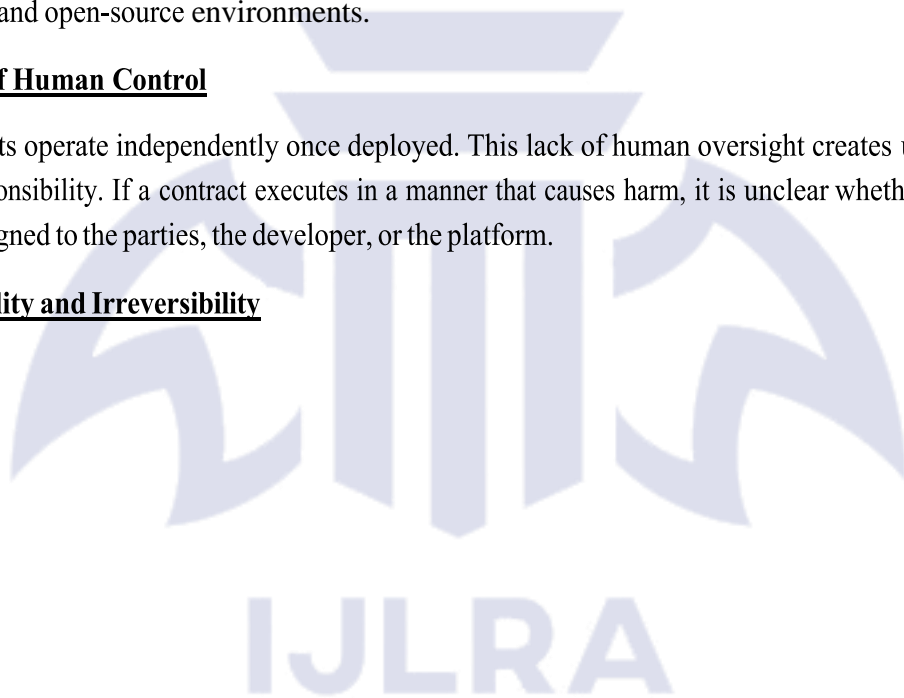 and open-source environments.
f Human Control
ts operate independently once deployed. This lack of human oversight creates u
onsibility. If a contract executes in a manner that causes harm, it is unclear wheth
gned to the parties, the developer, or the platform.
lity and Irreversibility
IJLRA